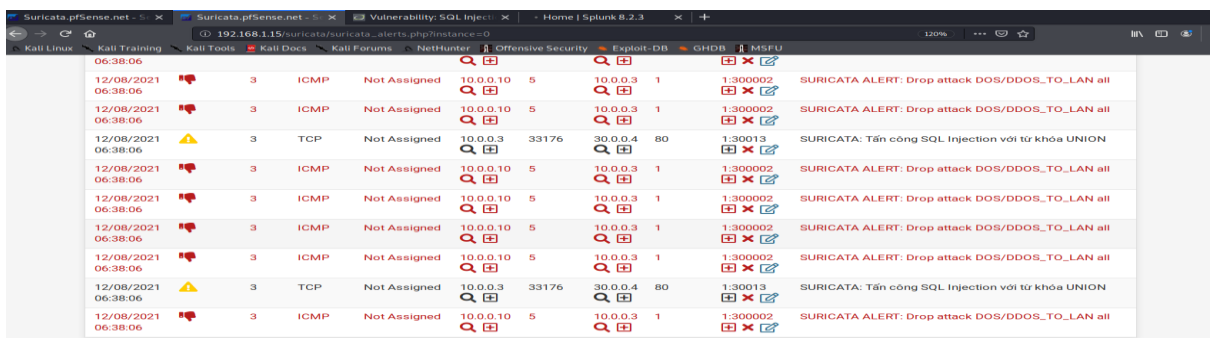 Suricata.pfSense.net - S
Suricata.pfSense.net - S
Vulnerability: SQL Injecti
Home | Splunk 8.2.3
192.168.1.15/suricata/suricata_alerts.php?instance=0
120%
Kali Linux Kali Training Kali Tools Kali Docs Kali Forums NetHunter Offensive Security Exploit-DB GHDB MSFU
06:38:06
12/08/2021 3 ICMP Not Assigned 10.0.0.10 5 10.0.0.3 1 1:300002 SURICATA ALERT: Drop attack DOS/DDOS_TO_LAN all
06:38:06
12/08/2021 3 ICMP Not Assigned 10.0.0.10 5 10.0.0.3 1 1:300002 SURICATA ALERT: Drop attack DOS/DDOS_TO_LAN all
06:38:06
12/08/2021 3 TCP Not Assigned 10.0.0.3 33176 30.0.0.4 80 1:30013 SURICATA: Tấn công SQL Injection với từ khóa UNION
06:38:06
12/08/2021 3 ICMP Not Assigned 10.0.0.10 5 10.0.0.3 1 1:300002 SURICATA ALERT: Drop attack DOS/DDOS_TO_LAN all
06:38:06
12/08/2021 3 ICMP Not Assigned 10.0.0.10 5 10.0.0.3 1 1:300002 SURICATA ALERT: Drop attack DOS/DDOS_TO_LAN all
06:38:06
12/08/2021 3 ICMP Not Assigned 10.0.0.10 5 10.0.0.3 1 1:300002 SURICATA ALERT: Drop attack DOS/DDOS_TO_LAN all
06:38:06
12/08/2021 3 ICMP Not Assigned 10.0.0.10 5 10.0.0.3 1 1:300002 SURICATA ALERT: Drop attack DOS/DDOS_TO_LAN all
06:38:06
12/08/2021 3 TCP Not Assigned 10.0.0.3 33176 30.0.0.4 80 1:30013 SURICATA: Tấn công SQL Injection với từ khóa UNION
06:38:06
12/08/2021 3 ICMP Not Assigned 10.0.0.10 5 10.0.0.3 1 1:300002 SURICATA ALERT: Drop attack DOS/DDOS_TO_LAN all
06:38:06